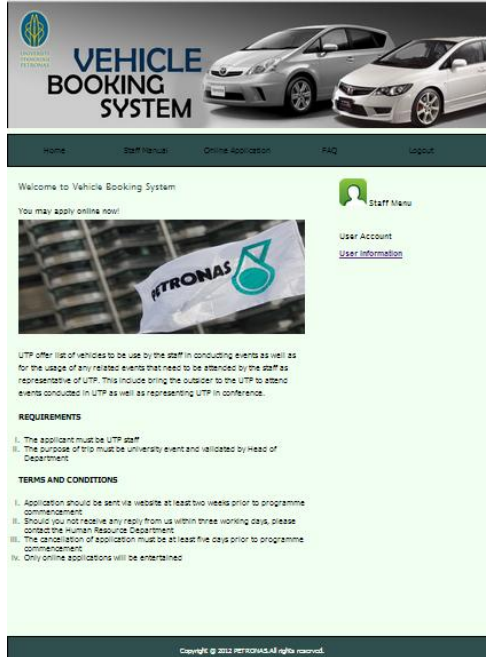 UNIVERSITI
TEKNOLOGI
PETRONAS
VEHICLE
BOOKING
SYSTEM
Home Staff Manual Online Application FAQ Logout
Welcome to Vehicle Booking System
You may apply online now!
PETRONAS
UTP offer list of vehicles to be use by the staff in conducting events as well as
for the usage of any related events that need to be attended by the staff as
representative of UTP. This include bring the outsider to the UTP to attend
events conducted in UTP as well as representing UTP in conference.
REQUIREMENTS
i. The applicant must be UTP staff
ii. The purpose of trip must be university event and validated by Head of
Department
TERMS AND CONDITIONS
i. Application should be sent via website at least two weeks prior to programme
commencement
ii. Should you not receive any reply from us within three working days, please
contact the Human Resource Department
iii. The cancellation of application must be at least five days prior to programme
commencement
iv. Only online applications will be entertained
Staff Menu
User Account
User Information
Copyright @ 2012 PETRONAS.All rights reserved.